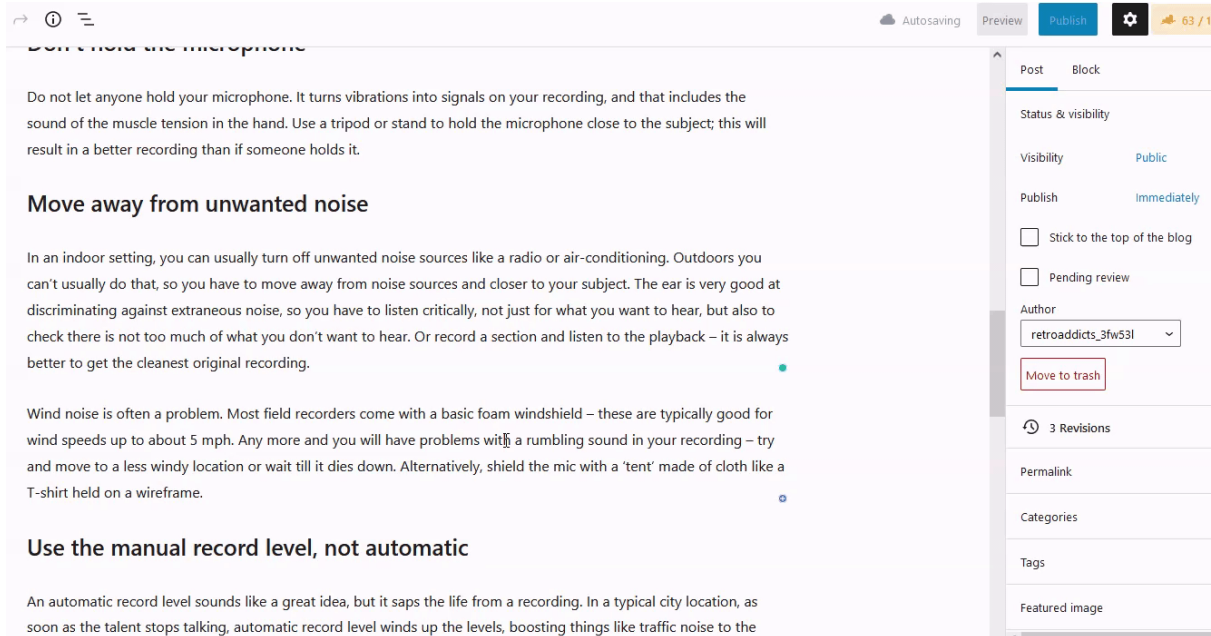 Autosaving
Preview
Publish
63 / 1
Don't hold the microphone
Do not let anyone hold your microphone. It turns vibrations into signals on your recording, and that includes the
sound of the muscle tension in the hand. Use a tripod or stand to hold the microphone close to the subject; this will
result in a better recording than if someone holds it.
Move away from unwanted noise
In an indoor setting, you can usually turn off unwanted noise sources like a radio or air-conditioning. Outdoors you
can't usually do that, so you have to move away from noise sources and closer to your subject. The ear is very good at
discriminating against extraneous noise, so you have to listen critically, not just for what you want to hear, but also to
check there is not too much of what you don't want to hear. Or record a section and listen to the playback – it is always
better to get the cleanest original recording.
Wind noise is often a problem. Most field recorders come with a basic foam windshield – these are typically good for
wind speeds up to about 5 mph. Any more and you will have problems with a rumbling sound in your recording – try
and move to a less windy location or wait till it dies down. Alternatively, shield the mic with a 'tent' made of cloth like a
T-shirt held on a wireframe.
Use the manual record level, not automatic
An automatic record level sounds like a great idea, but it saps the life from a recording. In a typical city location, as
soon as the talent stops talking, automatic record level winds up the levels, boosting things like traffic noise to the
Post
Block
Status & visibility
Visibility
Public
Publish
Immediately
Stick to the top of the blog
Pending review
Author
retroaddicts_3fw53l
Move to trash
3 Revisions
Permalink
Categories
Tags
Featured image